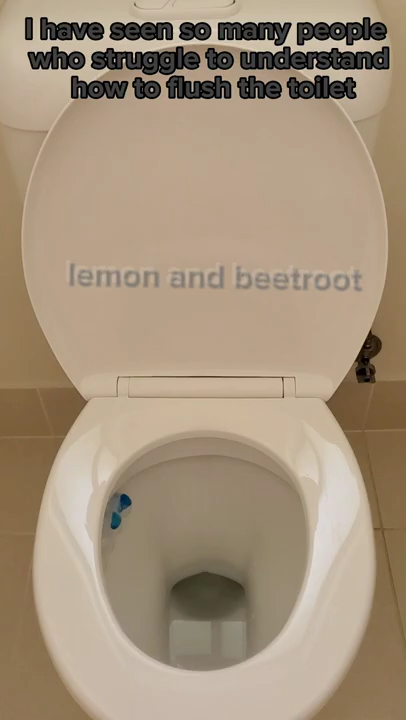 I have seen so many people
who struggle to understand
how to flush the toilet
lemon and beetroot